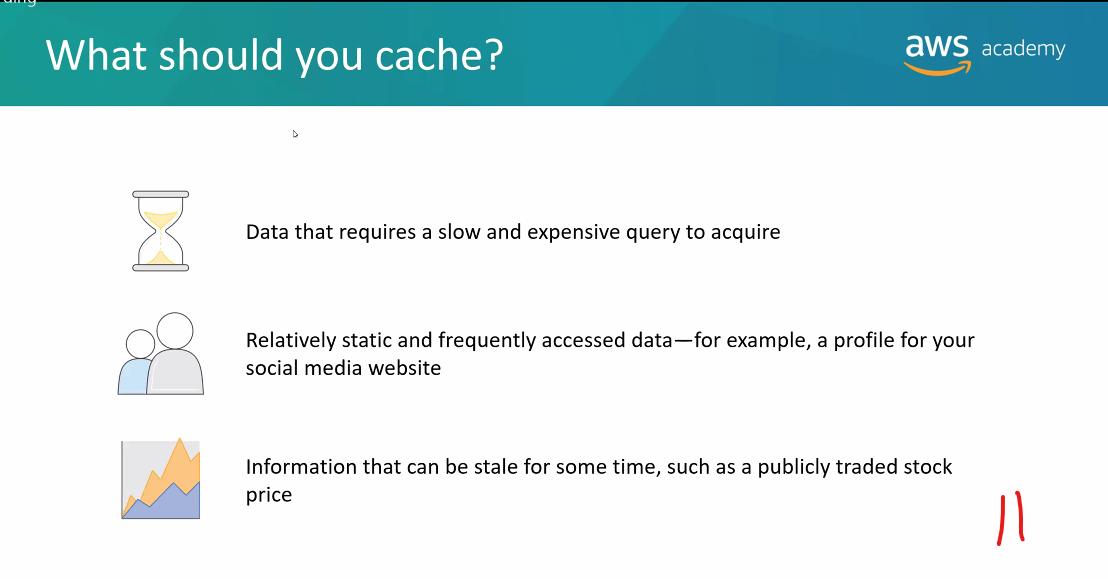 What should you cache?
aws academy
Data that requires a slow and expensive query to acquire
Relatively static and frequently accessed data—for example, a profile for your
social media website
Information that can be stale for some time, such as a publicly traded stock
price